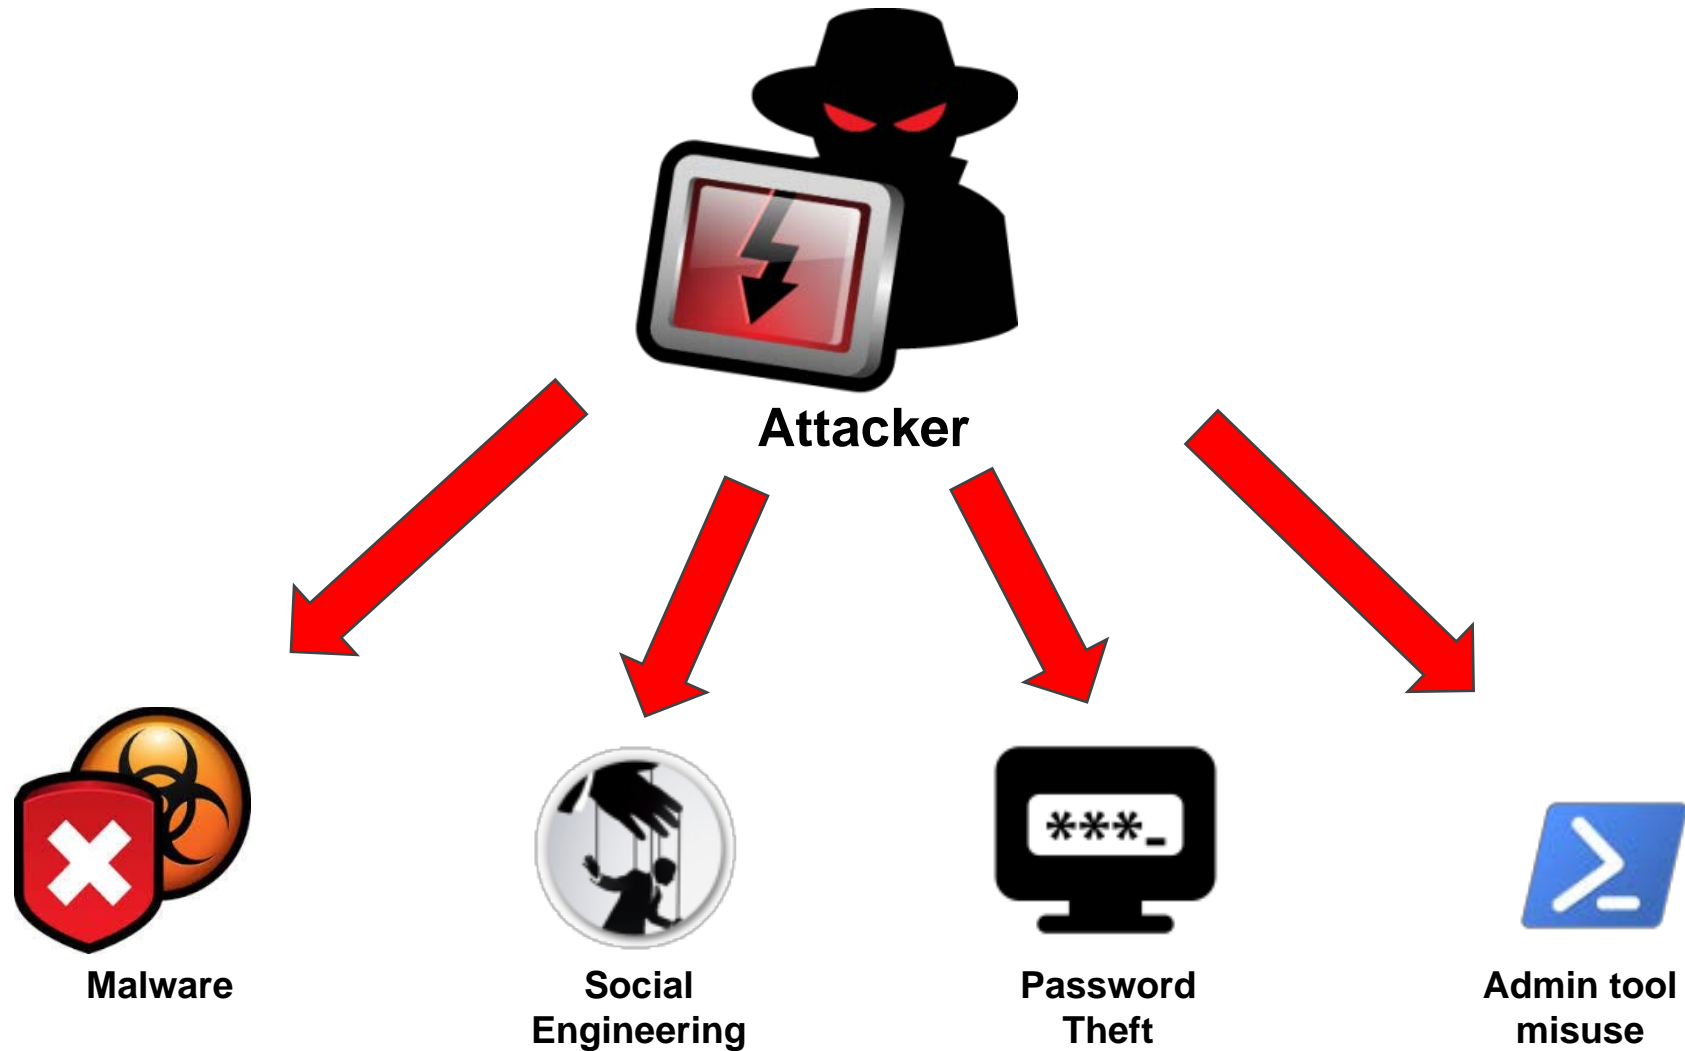 Attacker
***_
Malware
Social
Engineering
Password
Theft
Admin tool
misuse